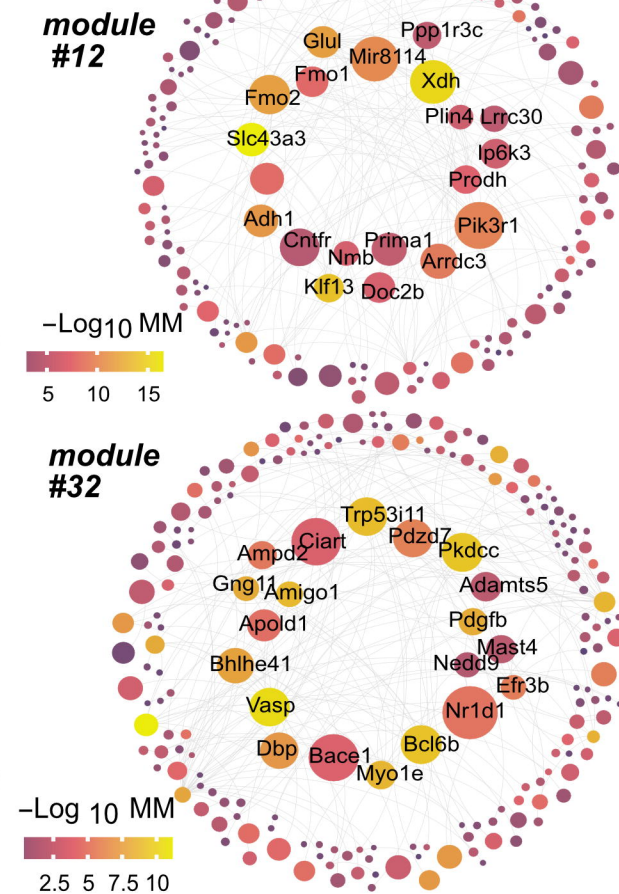 module
#12
Ppp1r3c
Glul
Mir8114
Fmo1
Xdh
Fmo2
Plin4
Lrrc30
Slc43a3
Ip6k3
Prodh
Adh1
Pik3r1
Cntfr
Prima1
Nmb
Arrdc3
Klf13
Doc2b
−Log10 MM
5 10 15
module
#32
Trp53i11
Pdzd7
Ciart
Pkdcc
Ampd2
Gng11
Amigo1
Adamts5
Apold1
Pdgfb
Mast4
Bhlhe41
Nedd9
Efr3b
Vasp
Nr1d1
Dbp
Bace1
Bcl6b
Myo1e
−Log 10 MM
2.5 5 7.5 10